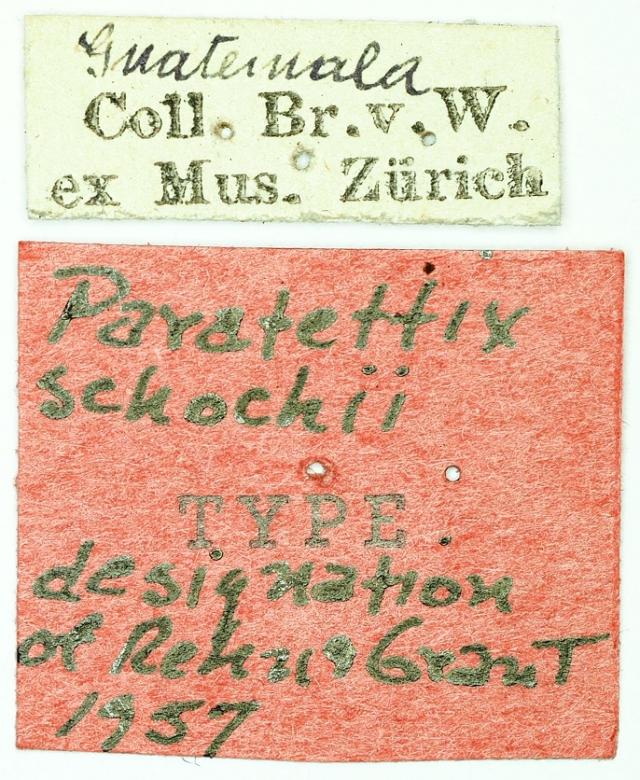 Guatemala
Coll. Br. v. W.
ex Mus. Zürich
Paratettix
schochii
TYPE.
designation
of Rehn & Grant
1957